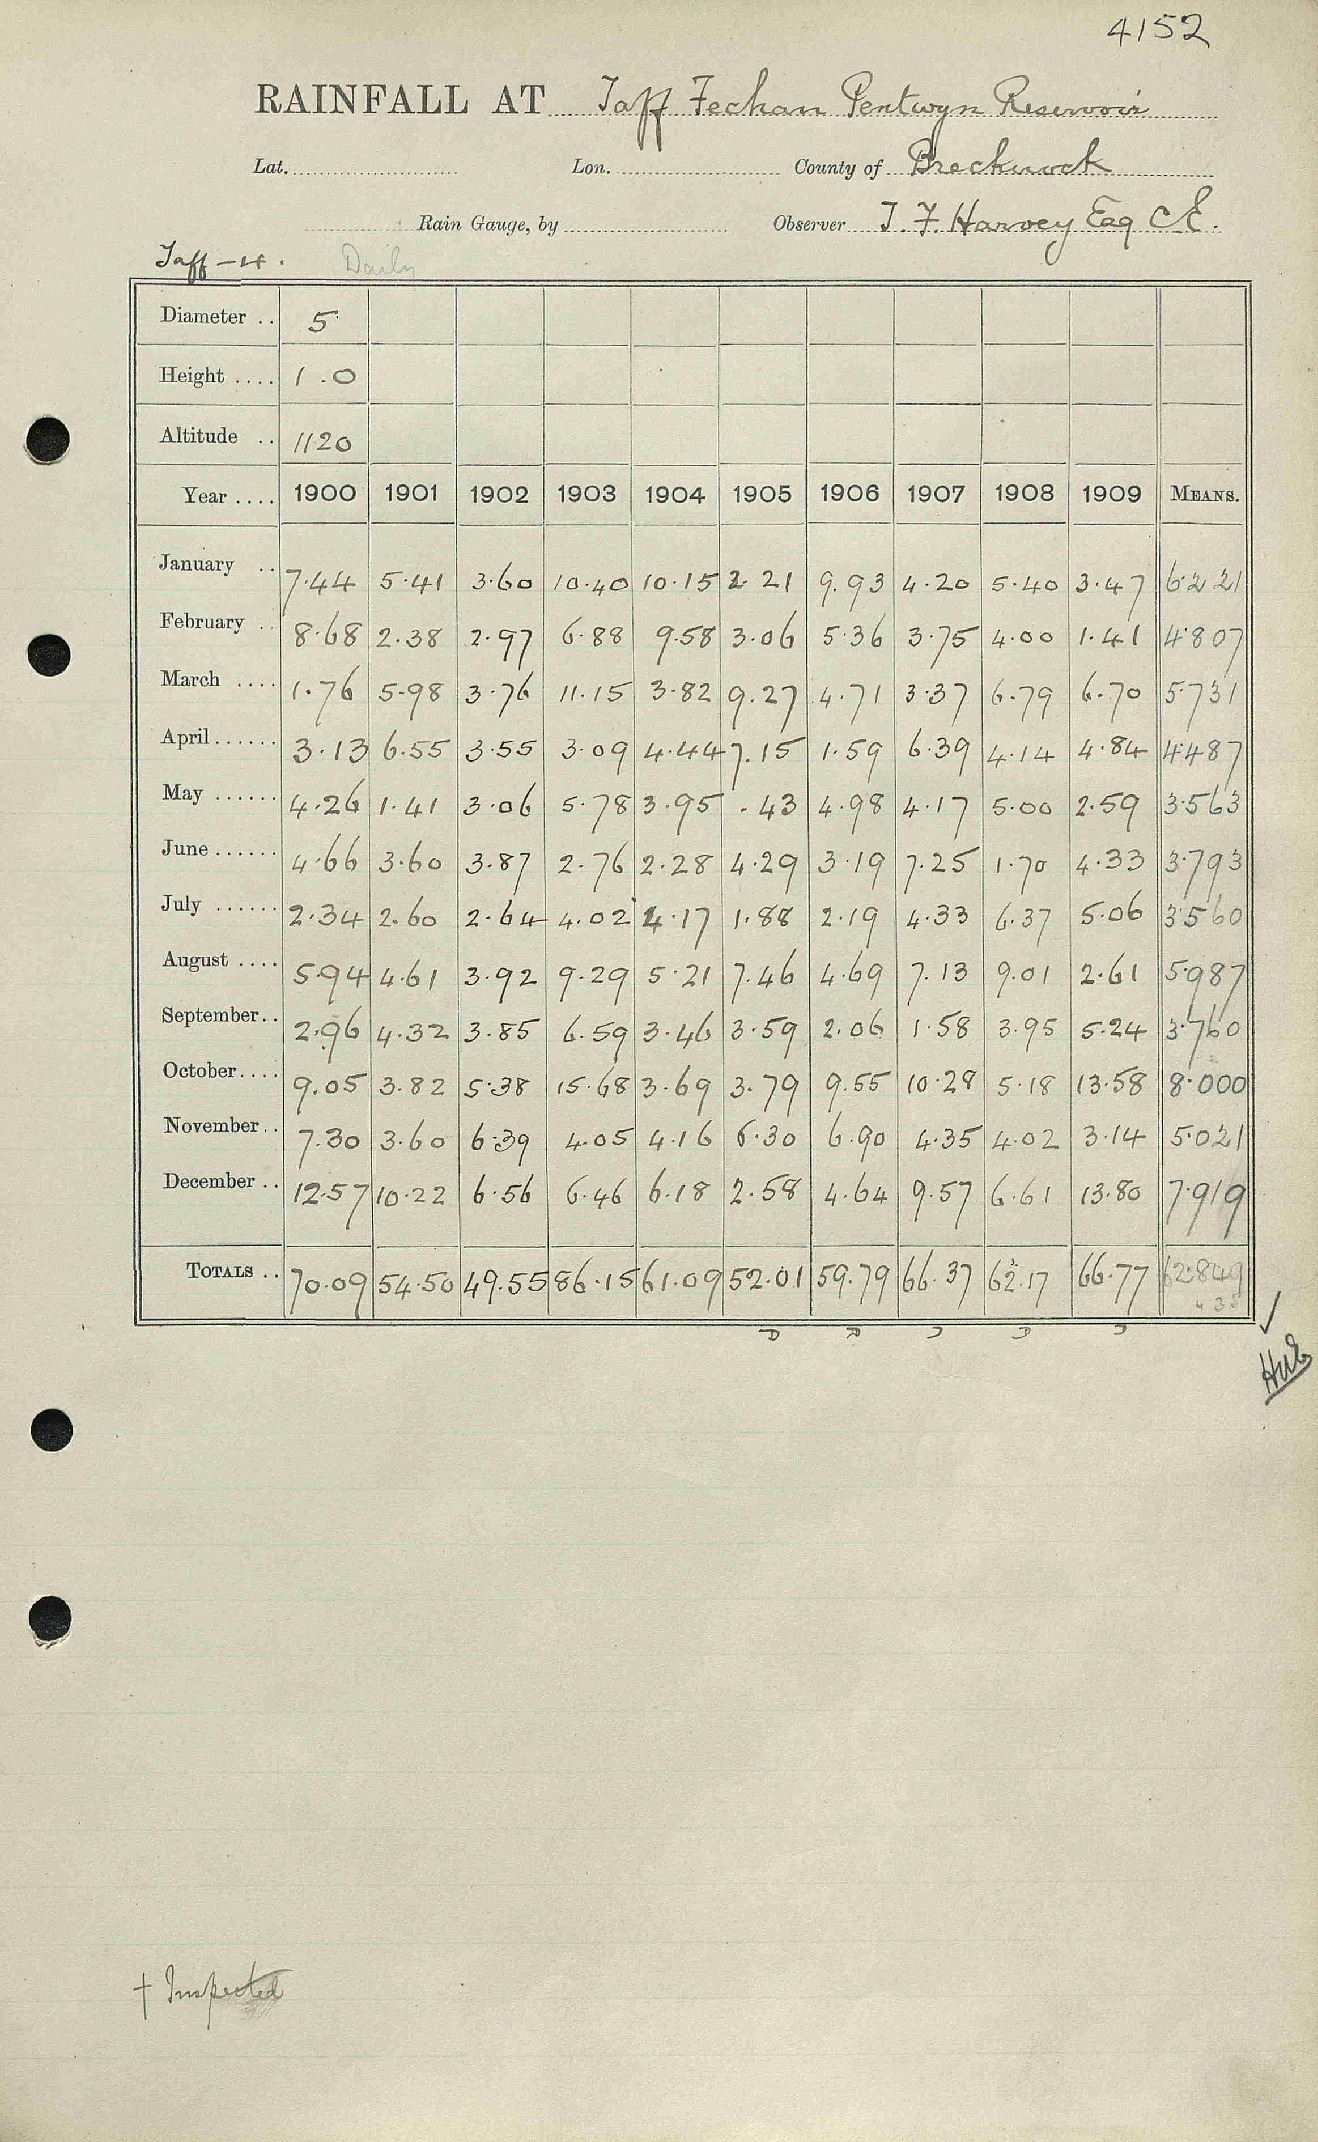 4152
RAINFALL AT Taff Fechan Pentwyn Reservoir
Lat. Lon. County of Brecknock
Rain Gauge, by Observer T. F. Harvey Esq C.E.
Taff-4. Daily
Diameter .. 5
Height .... 1.0
Altitude .. 1120
Year .... 1900 1901 1902 1903 1904 1905 1906 1907 1908 1909 MEANS.
January .. 7.44 5.41 3.60 10.40 10.15 2.21 9.93 4.20 5.40 3.47 6.221
February .. 8.68 2.38 2.97 6.88 9.58 3.06 5.36 3.75 4.00 1.41 4.807
March .... 1.76 5.98 3.76 11.15 3.82 9.27 4.71 3.37 6.79 6.70 5.731
April ...... 3.13 6.55 3.55 3.09 4.44 7.15 1.59 6.39 4.14 4.84 4.487
May ...... 4.26 1.41 3.06 5.78 3.95 .43 4.98 4.17 5.00 2.59 3.563
June ...... 4.66 3.60 3.87 2.76 2.28 4.29 3.19 7.25 1.70 4.33 3.793
July ...... 2.34 2.60 2.64 4.02 4.17 1.88 2.19 4.33 6.37 5.06 3.560
August .... 5.94 4.61 3.92 9.29 5.21 7.46 4.69 7.13 9.01 2.61 5.987
September .. 2.96 4.32 3.85 6.59 3.46 3.59 2.06 1.58 3.95 5.24 3.760
October .... 9.05 3.82 5.38 15.68 3.69 3.79 9.55 10.28 5.18 13.58 8.000
November .. 7.30 3.60 6.39 4.05 4.16 6.30 6.90 4.35 4.02 3.14 5.021
December .. 12.57 10.22 6.56 6.46 6.18 2.58 4.64 9.57 6.61 13.80 7.919
TOTALS .. 70.09 54.50 49.55 86.15 61.09 52.01 59.79 66.37 62.17 66.77 62.849
† Inspected